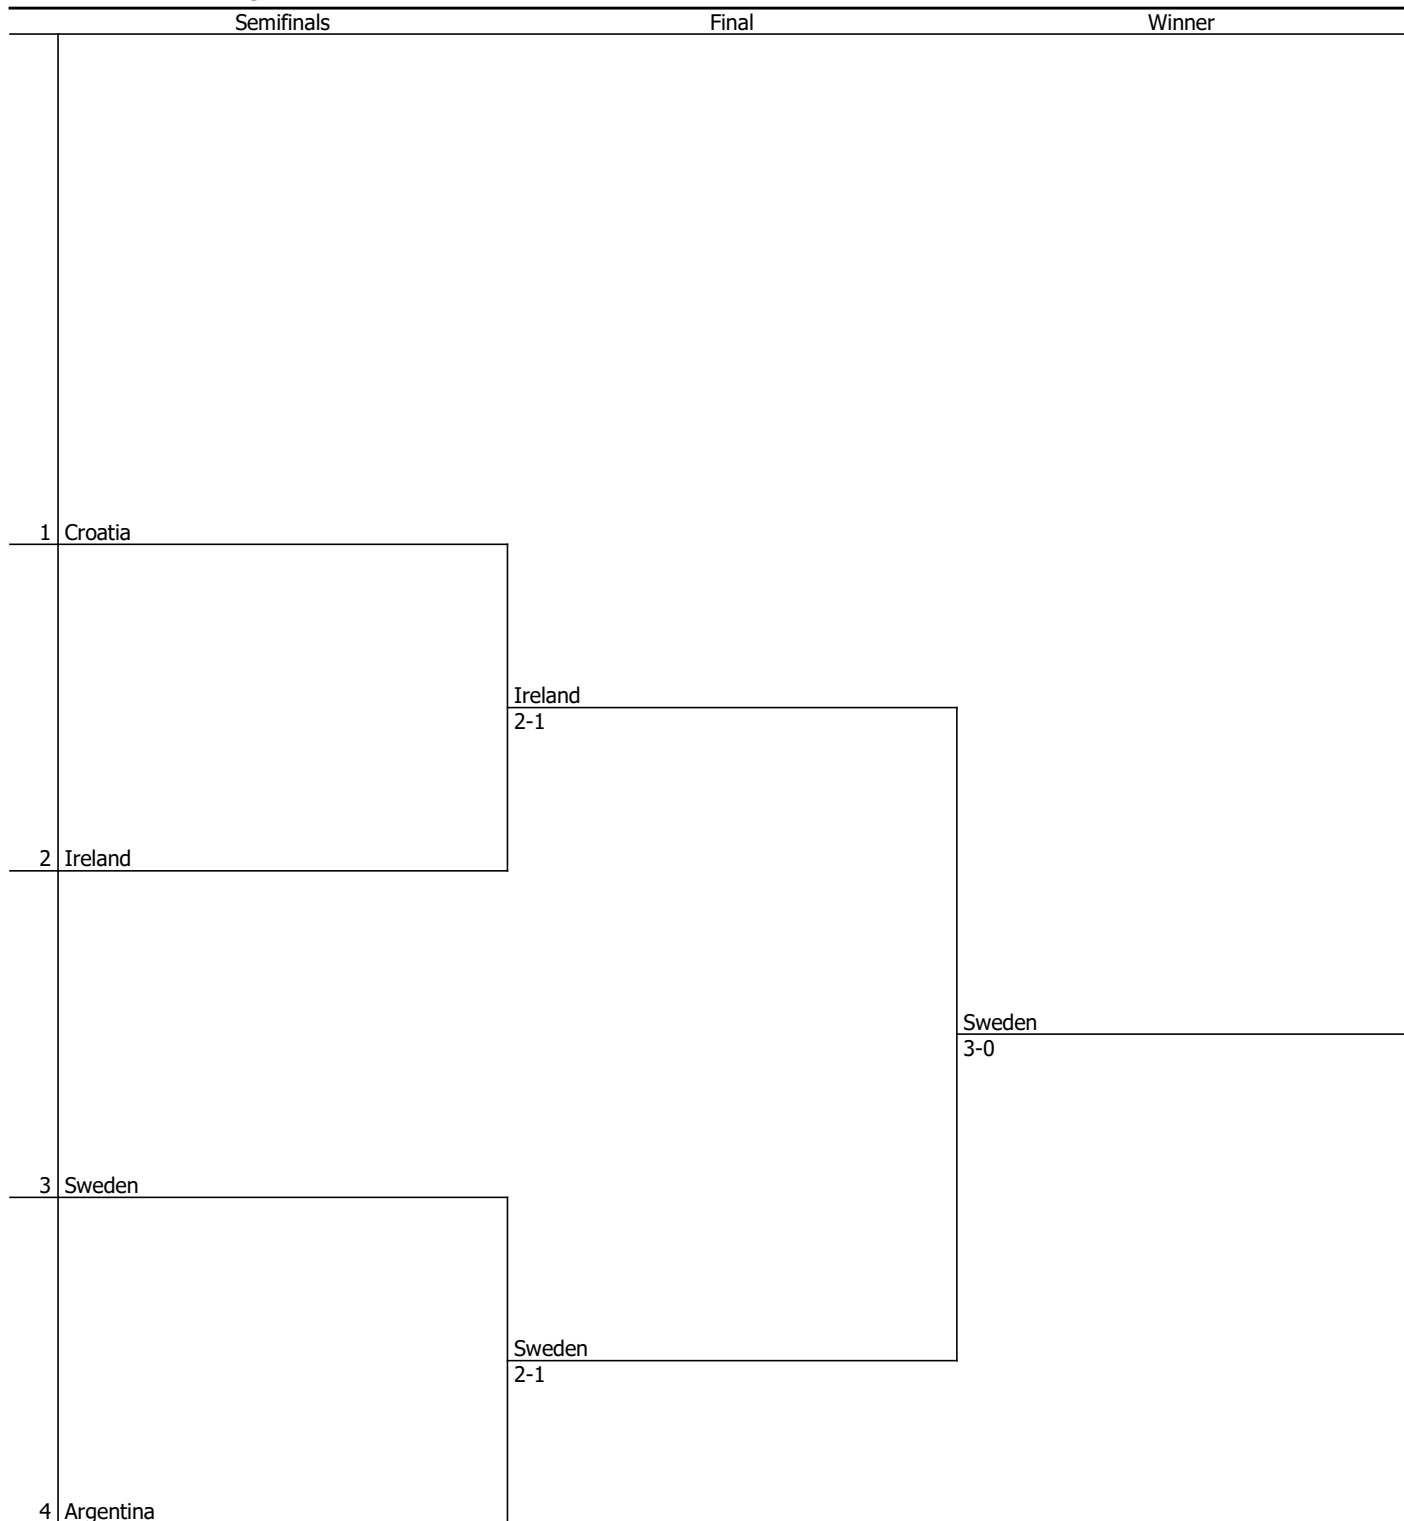 Semifinals Final Winner
1 Croatia
Ireland
2-1
2 Ireland
Sweden
3-0
3 Sweden
Sweden
2-1
4 Argentina